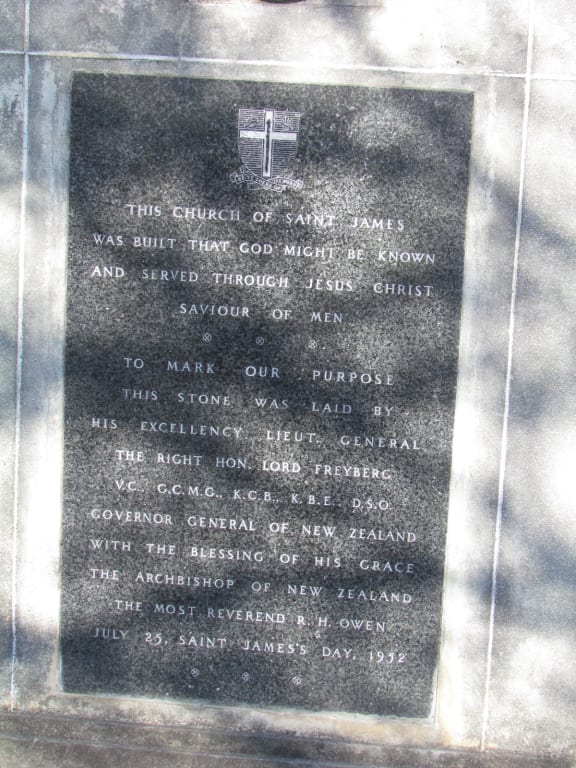 THIS CHURCH OF SAINT JAMES
WAS BUILT THAT GOD MIGHT BE KNOWN
AND SERVED THROUGH JESUS CHRIST
SAVIOUR OF MEN
TO MARK OUR PURPOSE
THIS STONE WAS LAID BY
HIS EXCELLENCY LIEUT. GENERAL
THE RIGHT HON. LORD FREYBERG
V.C., G.C.M.G., K.C.B., K.B.E., D.S.O.
GOVERNOR GENERAL OF NEW ZEALAND
WITH THE BLESSING OF HIS GRACE
THE ARCHBISHOP OF NEW ZEALAND
THE MOST REVEREND R. H. OWEN
JULY 25, SAINT JAMES'S DAY, 1952